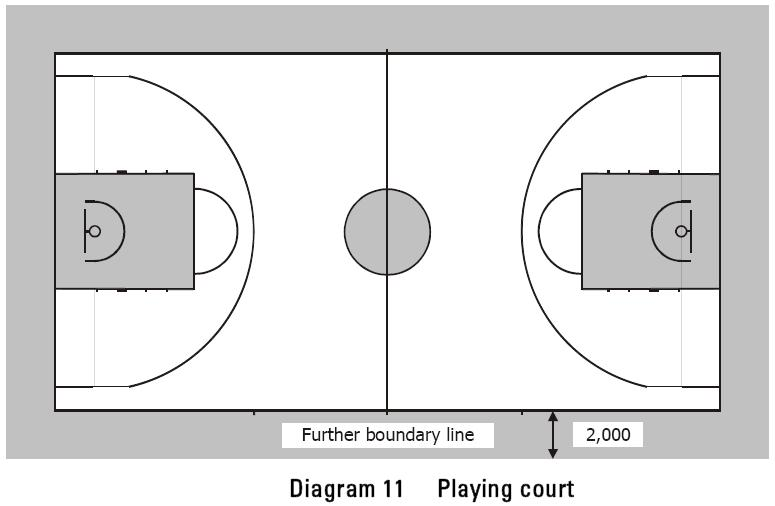 Further boundary line
2,000
Diagram 11 Playing court